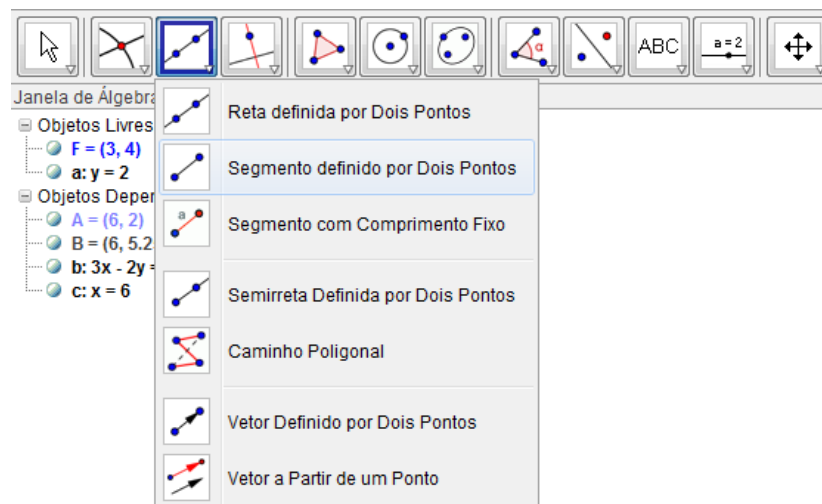 α
ABC
a=2
Janela de Álgebra
Objetos Livres
F = (3, 4)
a: y = 2
Objetos Deper
A = (6, 2)
B = (6, 5.2
b: 3x - 2y =
c: x = 6
Reta definida por Dois Pontos
Segmento definido por Dois Pontos
a
Segmento com Comprimento Fixo
Semirreta Definida por Dois Pontos
Caminho Poligonal
Vetor Definido por Dois Pontos
Vetor a Partir de um Ponto